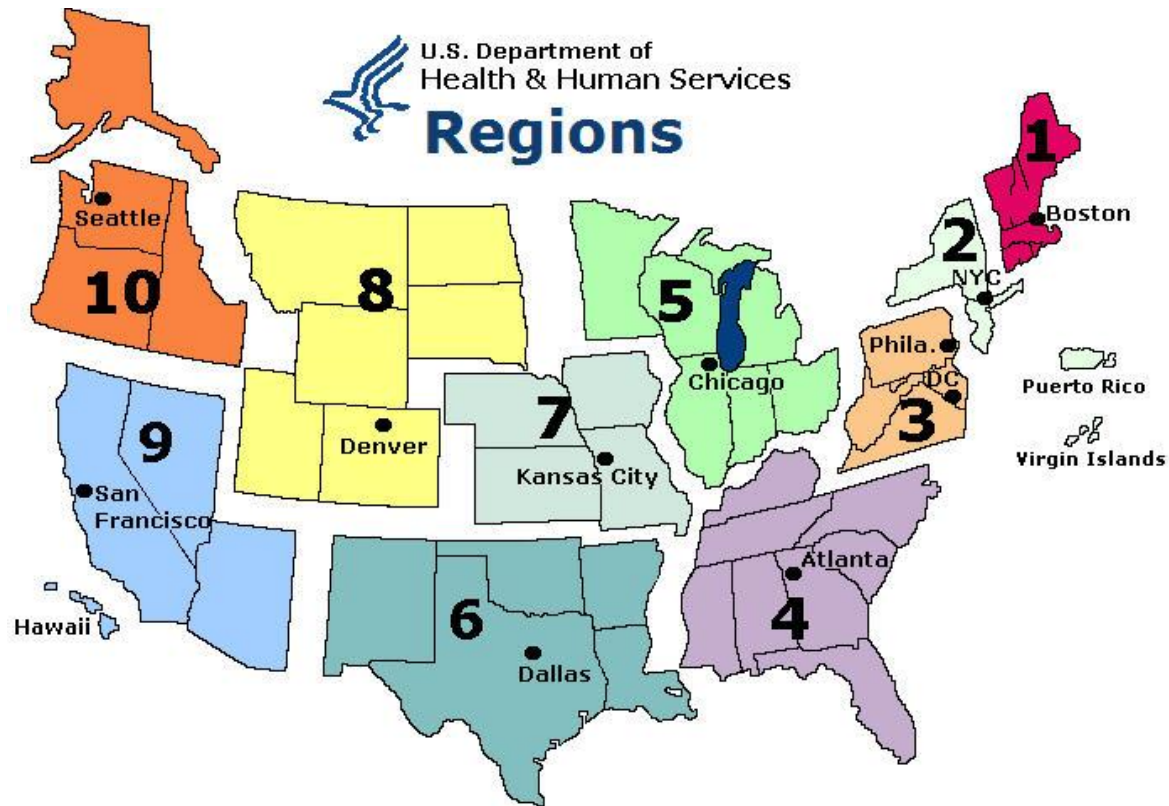 U.S. Department of
Health & Human Services
Regions
1
Boston
2
NYC
Seattle
10
8
5
Phila.
DC
3
Puerto Rico
Virgin Islands
Chicago
7
Kansas City
Denver
9
San
Francisco
Hawaii
6
Dallas
Atlanta
4